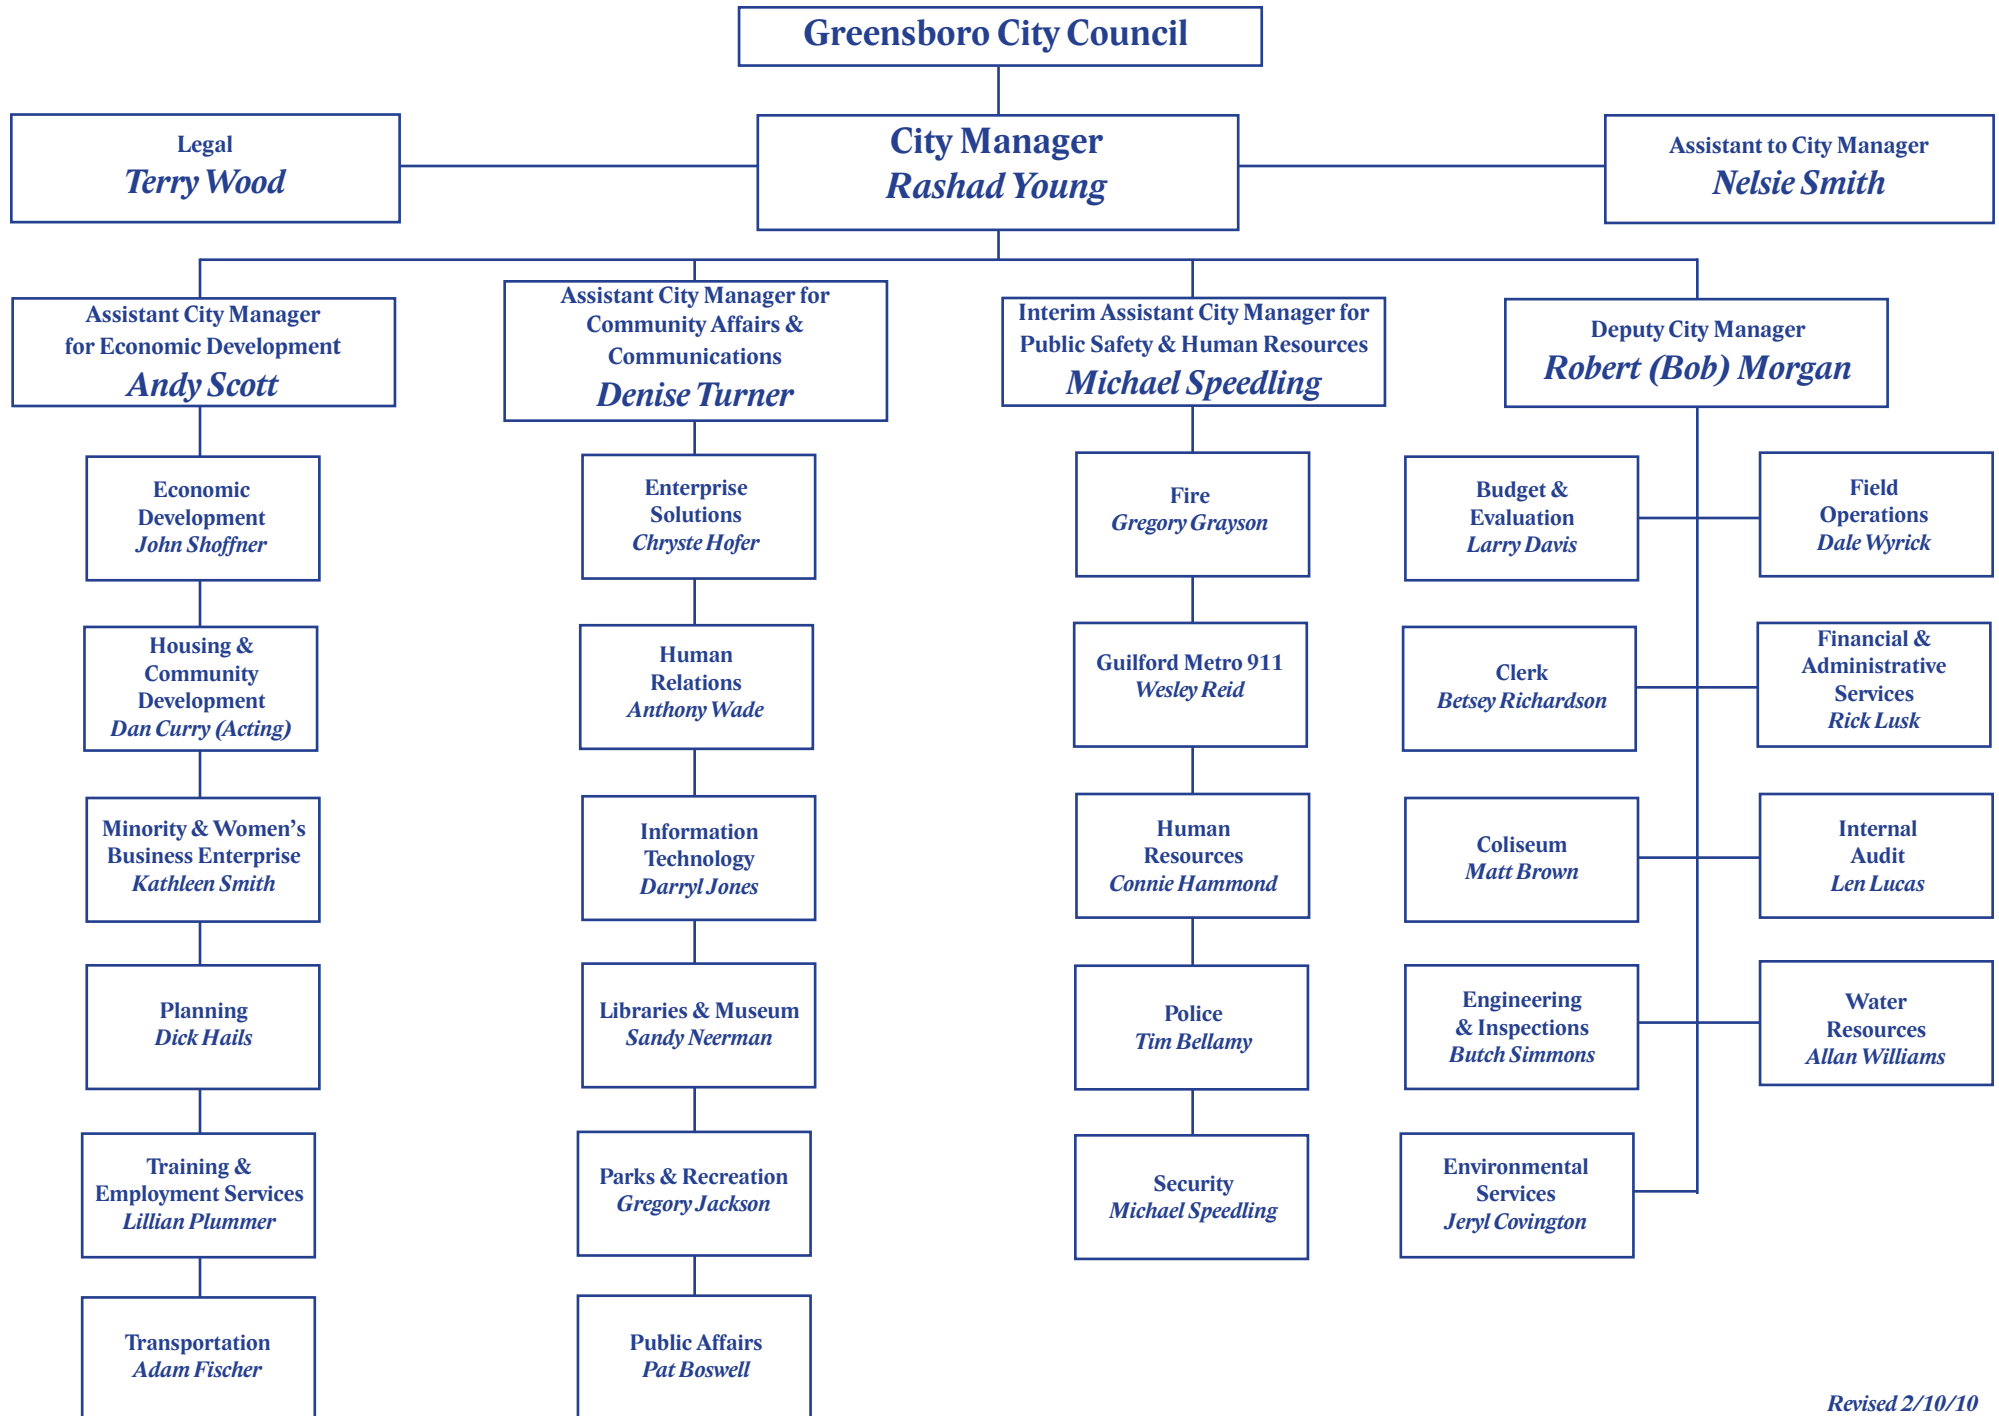 Greensboro City Council
Legal
Terry Wood
City Manager
Rashad Young
Assistant to City Manager
Nelsie Smith
Assistant City Manager
for Economic Development
Andy Scott
Assistant City Manager for
Community Affairs &
Communications
Denise Turner
Interim Assistant City Manager for
Public Safety & Human Resources
Michael Speedling
Deputy City Manager
Robert (Bob) Morgan
Economic
Development
John Shoffner
Housing &
Community
Development
Dan Curry (Acting)
Minority & Women’s
Business Enterprise
Kathleen Smith
Planning
Dick Hails
Training &
Employment Services
Lillian Plummer
Transportation
Adam Fischer
Enterprise
Solutions
Chryste Hofer
Human
Relations
Anthony Wade
Information
Technology
Darryl Jones
Libraries & Museum
Sandy Neerman
Parks & Recreation
Gregory Jackson
Public Affairs
Pat Boswell
Fire
Gregory Grayson
Guilford Metro 911
Wesley Reid
Human
Resources
Connie Hammond
Police
Tim Bellamy
Security
Michael Speedling
Budget &
Evaluation
Larry Davis
Clerk
Betsey Richardson
Coliseum
Matt Brown
Engineering
& Inspections
Butch Simmons
Environmental
Services
Jeryl Covington
Field
Operations
Dale Wyrick
Financial &
Administrative
Services
Rick Lusk
Internal
Audit
Len Lucas
Water
Resources
Allan Williams
Revised 2/10/10